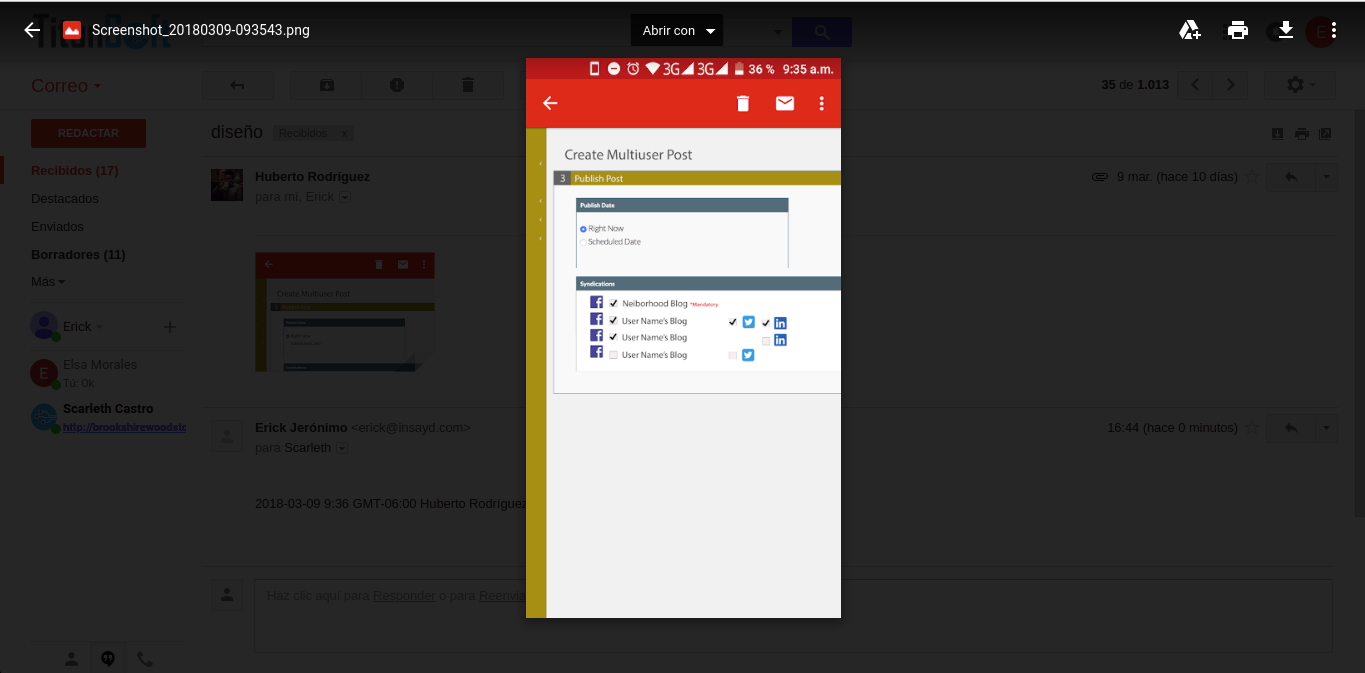 Screenshot_20180309-093543.png
Abrir con
Correo
35 de 1.013
REDACTAR
diseño
Recibidos x
Recibidos (17)
Destacados
Enviados
Borradores (11)
Más
Huberto Rodríguez
para mí, Erick
9 mar. (hace 10 días)
Erick
E
Elsa Morales
Tú: 0k
Scarleth Castro
Create Multiuser Post
3G 3G 36 % 9:35 a.m.
Create Multiuser Post
3 Publish Post
Publish Date
Right Now
Scheduled Date
Syndications
Neiborhood Blog *Mandatory
User Name's Blog
User Name's Blog
User Name's Blog
Erick Jerónimo <erick@insayd.com>
para Scarleth
16:44 (hace 0 minutos)
2018-03-09 9:36 GMT-06:00 Huberto Rodríguez
Haz clic aquí para Responder o para